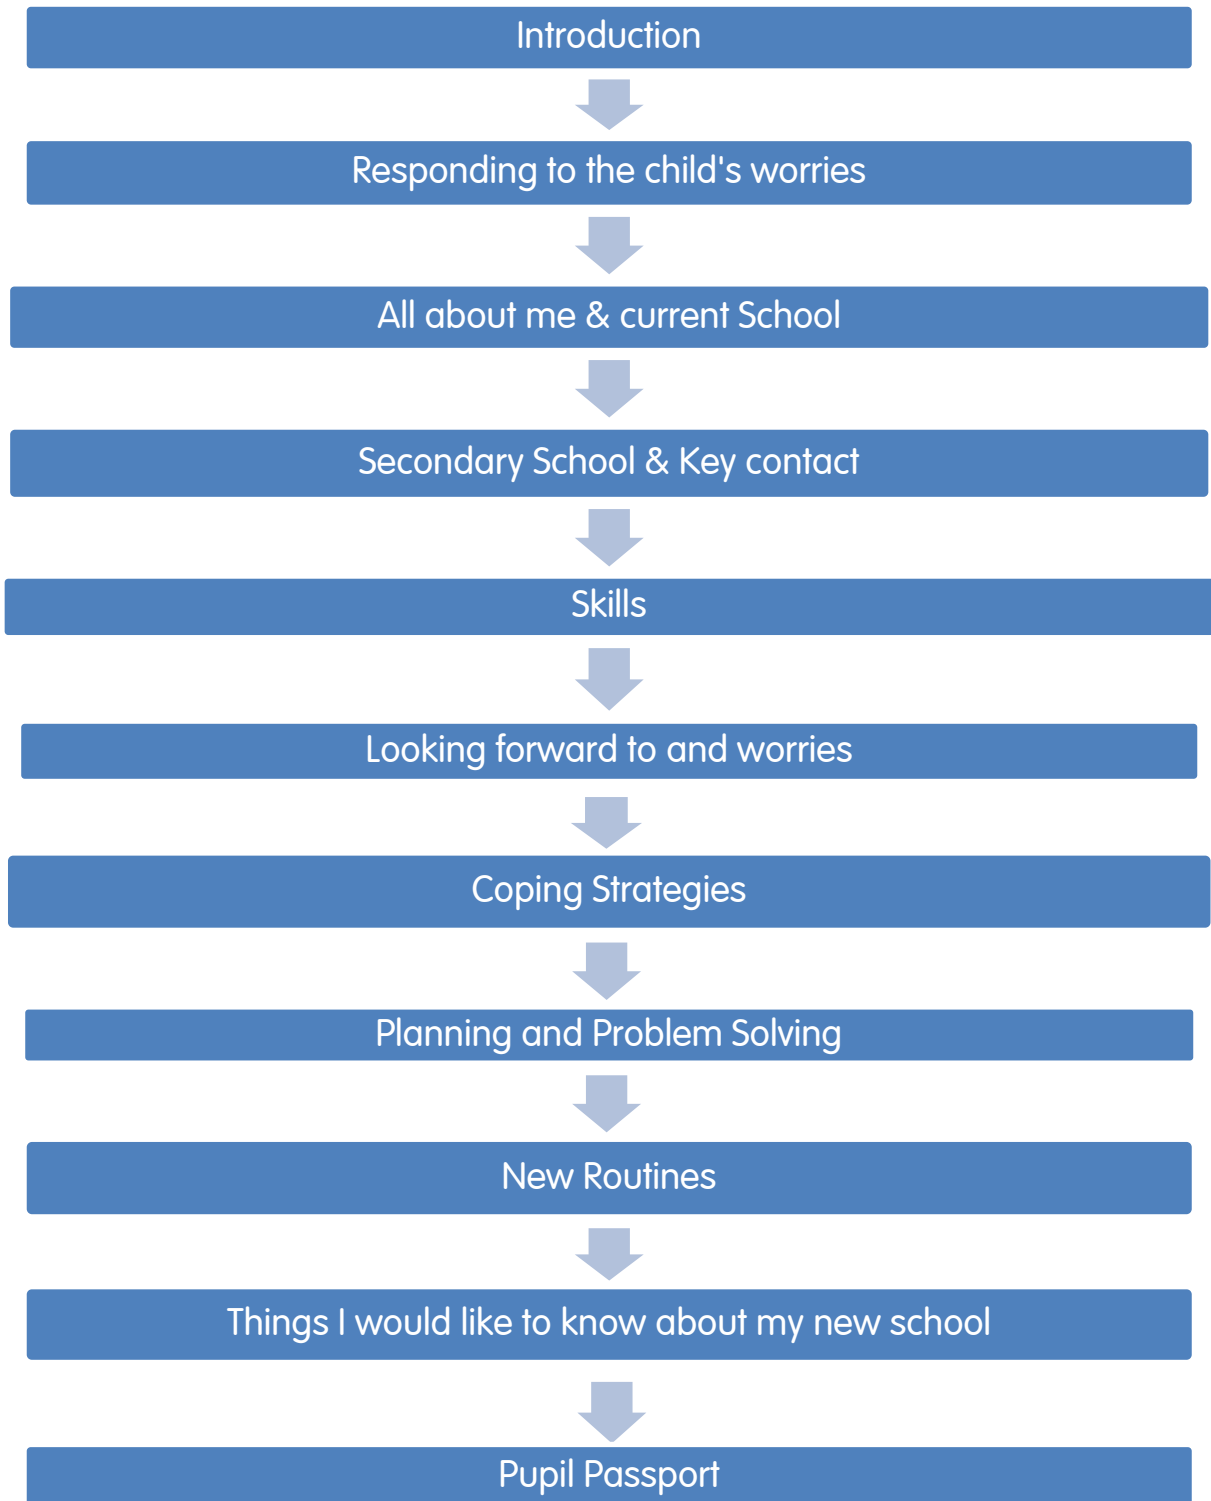 Introduction
Responding to the child's worries
All about me & current School
Secondary School & Key contact
Skills
Looking forward to and worries
Coping Strategies
Planning and Problem Solving
New Routines
Things I would like to know about my new school
Pupil Passport